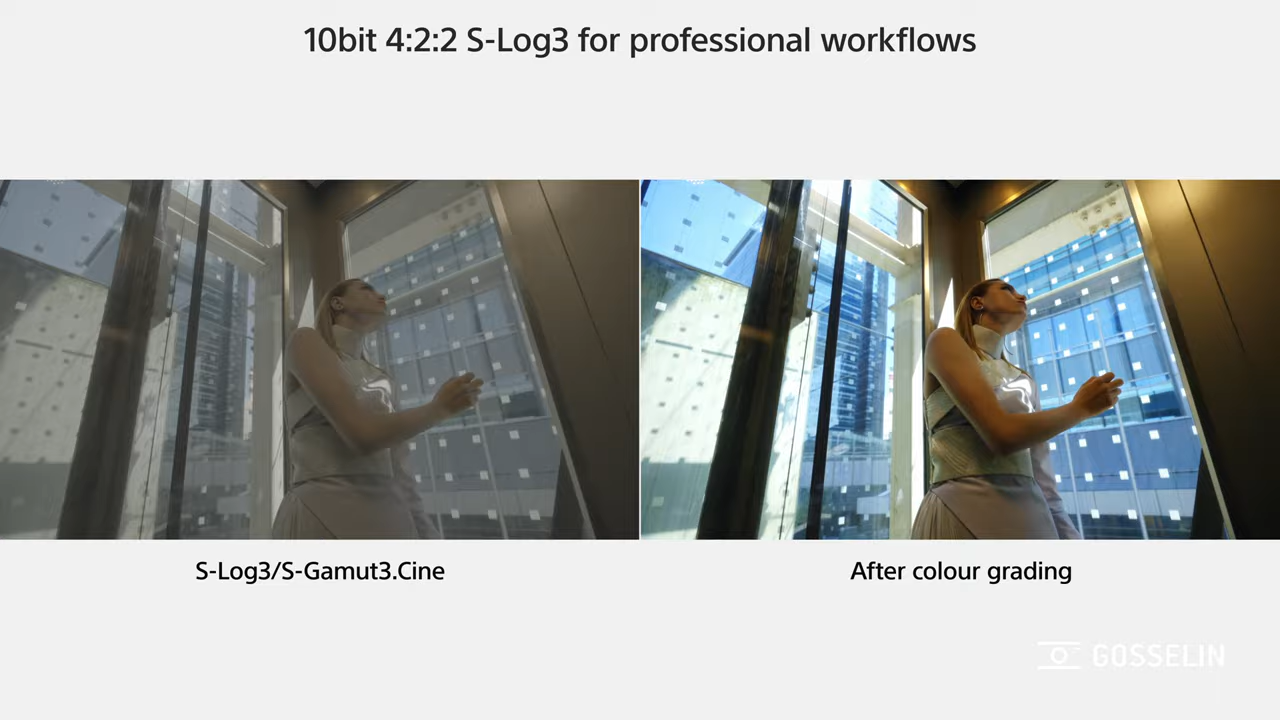 10bit 4:2:2 S-Log3 for professional workflows
S-Log3/S-Gamut3.Cine
After colour grading
GOSSELIN